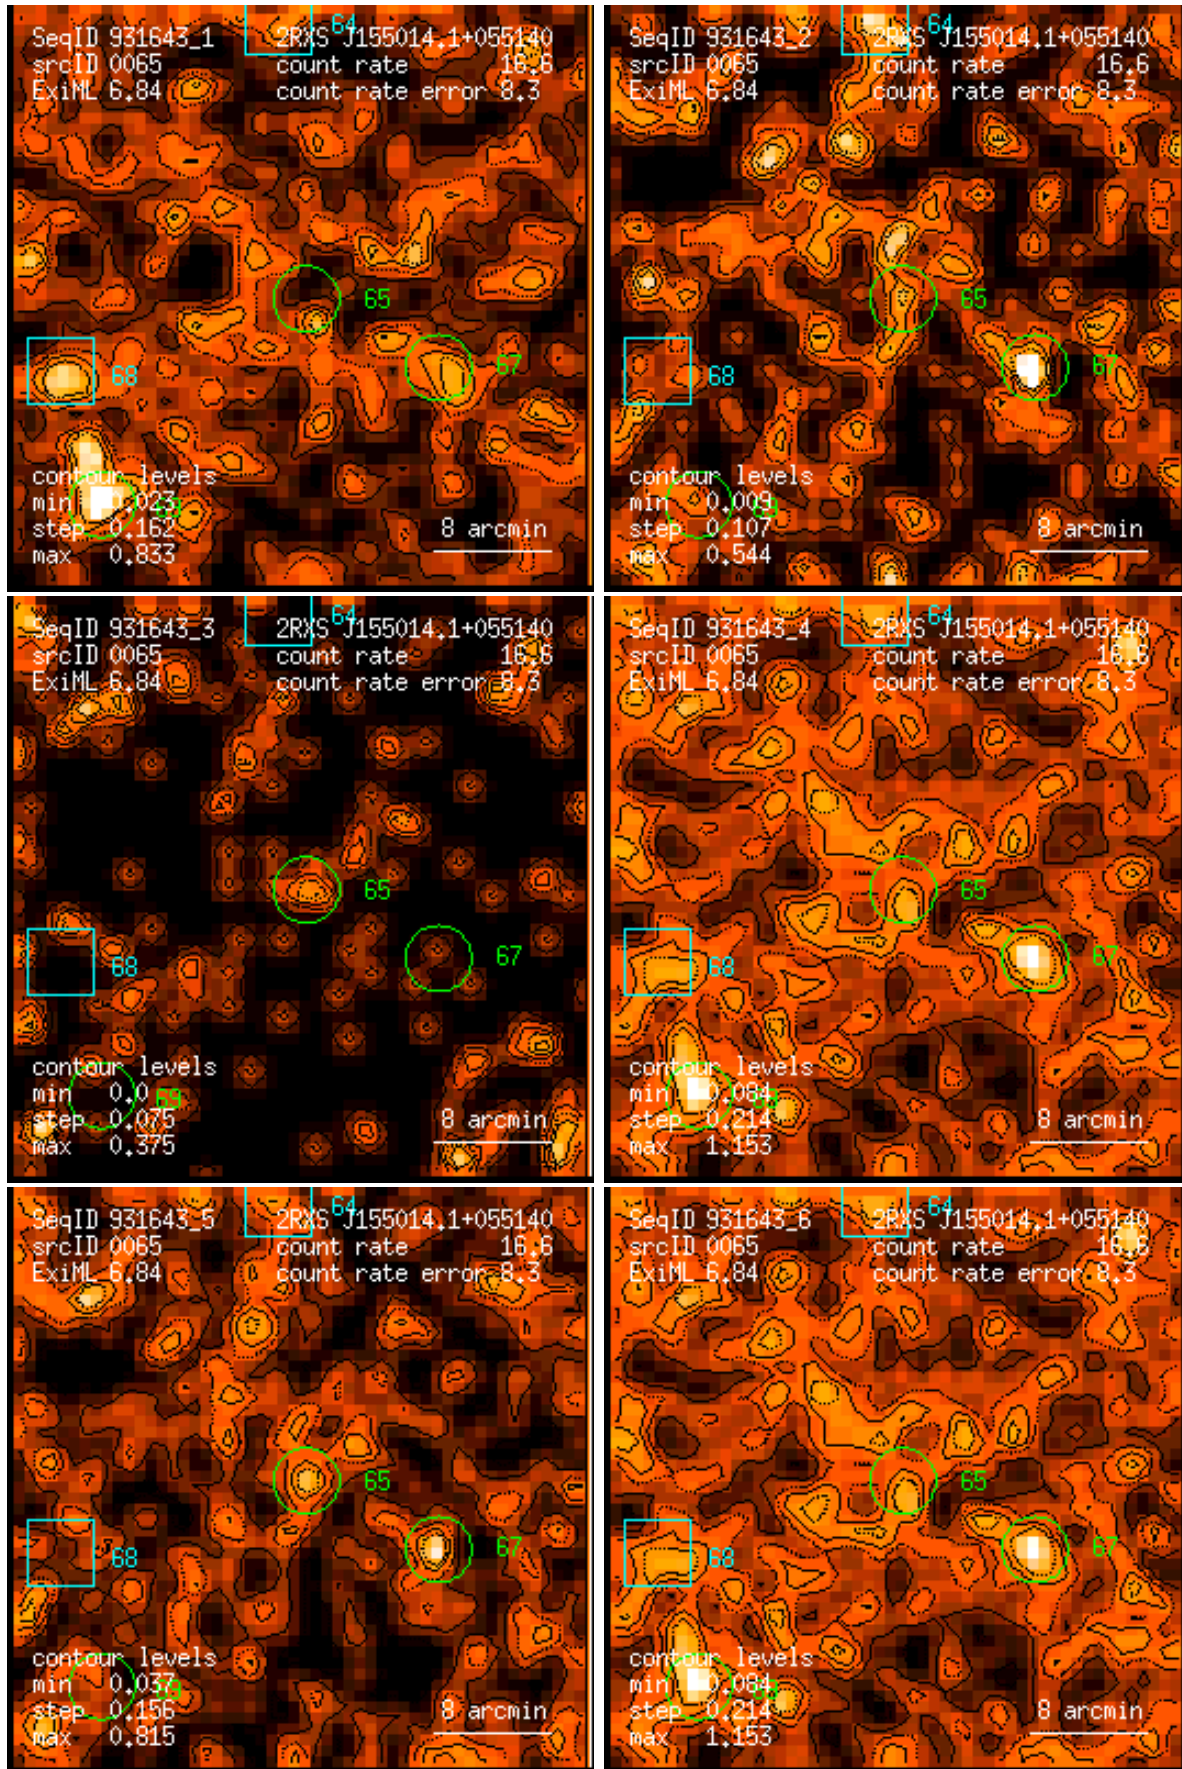 64
SeqID 931643_1 2RXS J155014.1+055140
srcID 0065 count rate 16.6
ExiML 6.84 count rate error 8.3
65
67
68
contour levels
min 0.023
69
step 0.162
8 arcmin
max 0.833
64
SeqID 931643_2 2RXS J155014.1+055140
srcID 0065 count rate 16.6
ExiML 6.84 count rate error 8.3
65
67
68
contour levels
min 0.009
69
step 0.107
8 arcmin
max 0.544
64
SeqID 931643_3 2RXS J155014.1+055140
srcID 0065 count rate 16.6
ExiML 6.84 count rate error 8.3
65
67
68
contour levels
min 0.0
69
step 0.075
8 arcmin
max 0.375
64
SeqID 931643_4 2RXS J155014.1+055140
srcID 0065 count rate 16.6
ExiML 6.84 count rate error 8.3
65
67
68
contour levels
min 0.084
69
step 0.214
8 arcmin
max 1.153
64
SeqID 931643_5 2RXS J155014.1+055140
srcID 0065 count rate 16.6
ExiML 6.84 count rate error 8.3
65
67
68
contour levels
min 0.037
69
step 0.156
8 arcmin
max 0.815
64
SeqID 931643_6 2RXS J155014.1+055140
srcID 0065 count rate 16.6
ExiML 6.84 count rate error 8.3
65
67
68
contour levels
min 0.084
69
step 0.214
8 arcmin
max 1.153